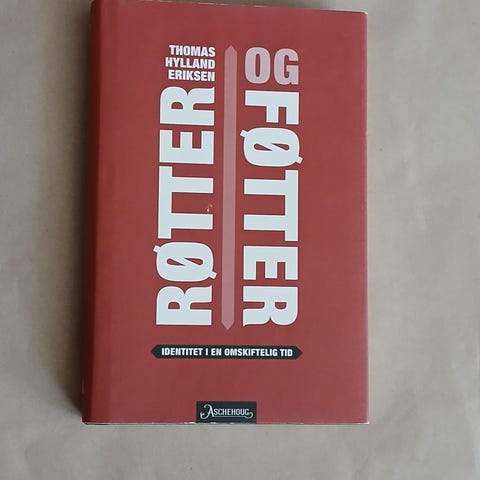 THOMAS
HYLLAND
ERIKSEN
RØTTER
OG
FØTTER
IDENTITET I EN OMSKIFTELIG TID
ASCHEHOUG